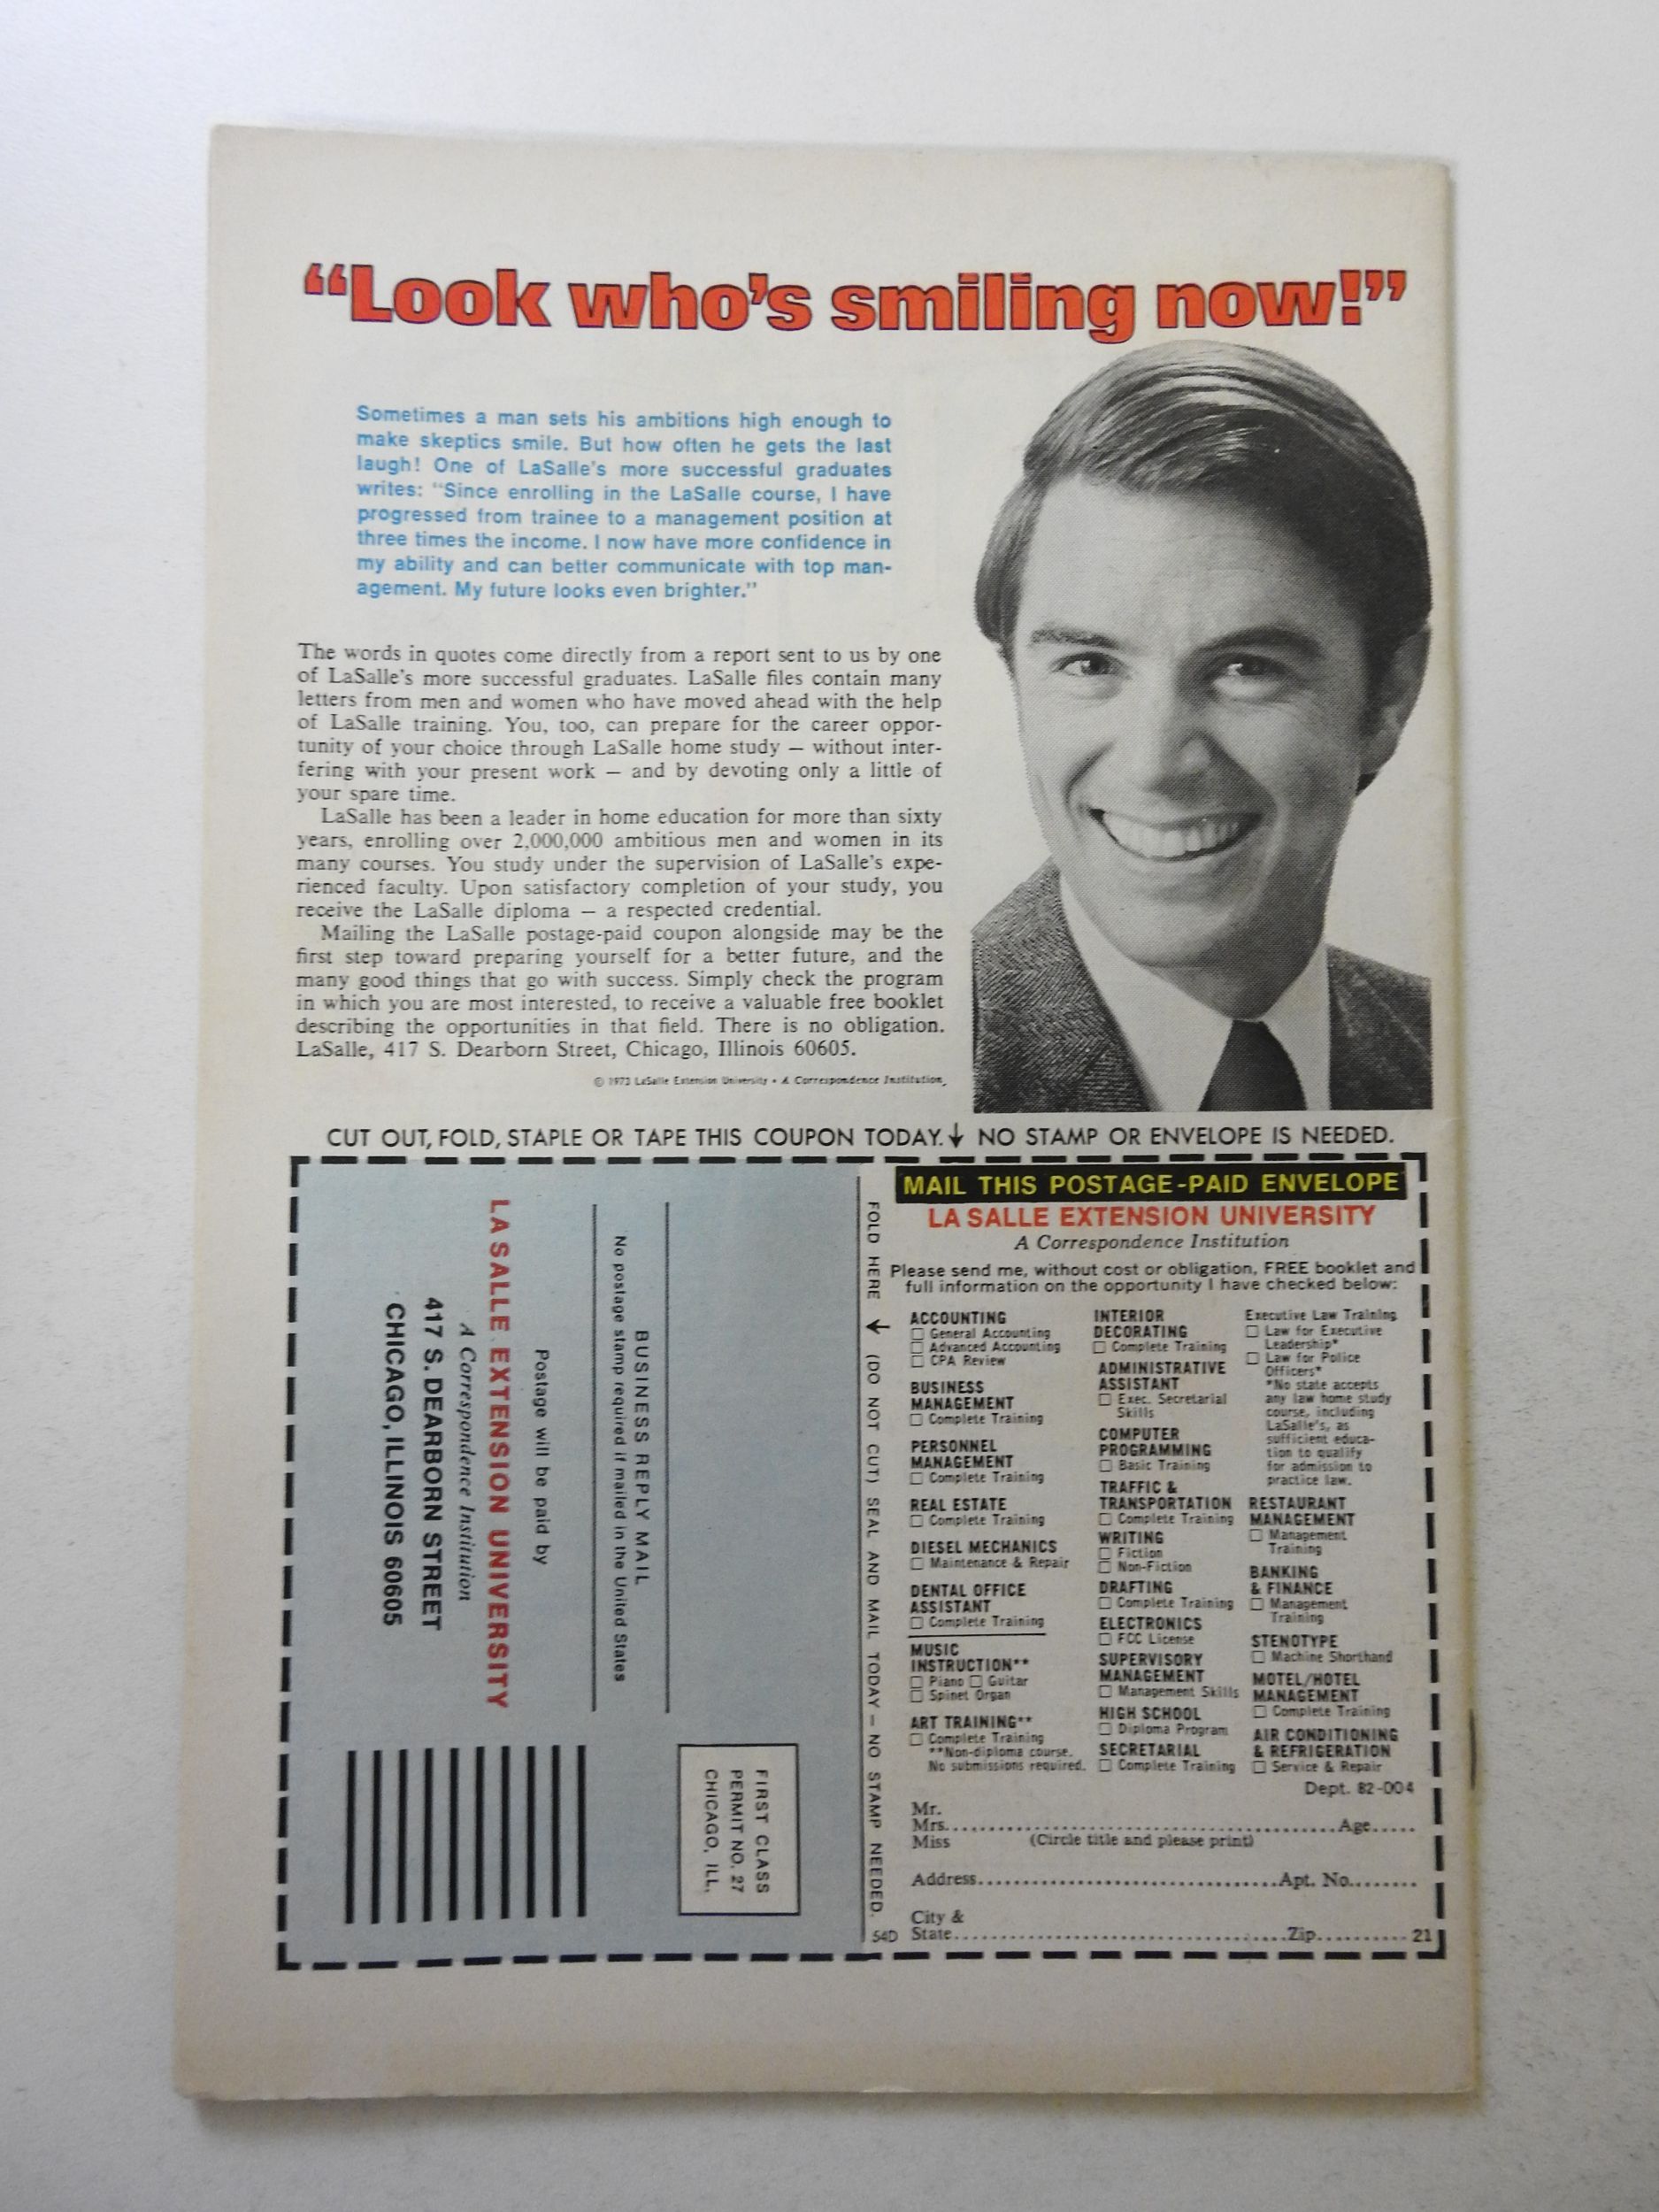 “Look who’s smiling now!”
Sometimes a man sets his ambitions high enough to
make skeptics smile. But how often he gets the last
laugh! One of LaSalle’s more successful graduates
writes: “Since enrolling in the LaSalle course, I have
progressed from trainee to a management position at
three times the income. I now have more confidence in
my ability and can better communicate with top man-
agement. My future looks even brighter.”
The words in quotes come directly from a report sent to us by one
of LaSalle’s more successful graduates. LaSalle files contain many
letters from men and women who have moved ahead with the help
of LaSalle training. You, too, can prepare for the career oppor-
tunity of your choice through LaSalle home study — without inter-
fering with your present work — and by devoting only a little of
your spare time.
LaSalle has been a leader in home education for more than sixty
years, enrolling over 2,000,000 ambitious men and women in its
many courses. You study under the supervision of LaSalle’s expe-
rienced faculty. Upon satisfactory completion of your study, you
receive the LaSalle diploma — a respected credential.
Mailing the LaSalle postage-paid coupon alongside may be the
first step toward preparing yourself for a better future, and the
many good things that go with success. Simply check the program
in which you are most interested, to receive a valuable free booklet
describing the opportunities in that field. There is no obligation.
LaSalle, 417 S. Dearborn Street, Chicago, Illinois 60605.
© 1973 LaSalle Extension University • A Correspondence Institution
CUT OUT, FOLD, STAPLE OR TAPE THIS COUPON TODAY.↓ NO STAMP OR ENVELOPE IS NEEDED.
FIRST CLASS
PERMIT NO. 27
CHICAGO, ILL.
BUSINESS REPLY MAIL
No postage stamp required if mailed in the United States
Postage will be paid by
LA SALLE EXTENSION UNIVERSITY
A Correspondence Institution
417 S. DEARBORN STREET
CHICAGO, ILLINOIS 60605
FOLD HERE ↓ (DO NOT CUT) SEAL AND MAIL TODAY — NO STAMP NEEDED.
54D
MAIL THIS POSTAGE-PAID ENVELOPE
LA SALLE EXTENSION UNIVERSITY
A Correspondence Institution
Please send me, without cost or obligation, FREE booklet and
full information on the opportunity I have checked below:
ACCOUNTING
□ General Accounting
□ Advanced Accounting
□ CPA Review
BUSINESS
MANAGEMENT
□ Complete Training
PERSONNEL
MANAGEMENT
□ Complete Training
REAL ESTATE
□ Complete Training
DIESEL MECHANICS
□ Maintenance & Repair
DENTAL OFFICE
ASSISTANT
□ Complete Training
MUSIC
INSTRUCTION**
□ Piano □ Guitar
□ Spinet Organ
ART TRAINING**
□ Complete Training
**Non-diploma course.
No submissions required.
INTERIOR
DECORATING
□ Complete Training
ADMINISTRATIVE
ASSISTANT
□ Exec. Secretarial
Skills
COMPUTER
PROGRAMMING
□ Basic Training
TRAFFIC &
TRANSPORTATION
□ Complete Training
WRITING
□ Fiction
□ Non-Fiction
DRAFTING
□ Complete Training
ELECTRONICS
□ FCC License
SUPERVISORY
MANAGEMENT
□ Management Skills
HIGH SCHOOL
□ Diploma Program
SECRETARIAL
□ Complete Training
Executive Law Training
□ Law for Executive
Leadership*
□ Law for Police
Officers*
*No state accepts
any law home study
course, including
LaSalle's, as
sufficient educa-
tion to qualify
for admission to
practice law.
RESTAURANT
MANAGEMENT
□ Management
Training
BANKING
& FINANCE
□ Management
Training
STENOTYPE
□ Machine Shorthand
MOTEL/HOTEL
MANAGEMENT
□ Complete Training
AIR CONDITIONING
& REFRIGERATION
□ Service & Repair
Dept. 82-004
Mr.
Mrs. Age
Miss (Circle title and please print)
Address Apt. No.
City &
State Zip 21